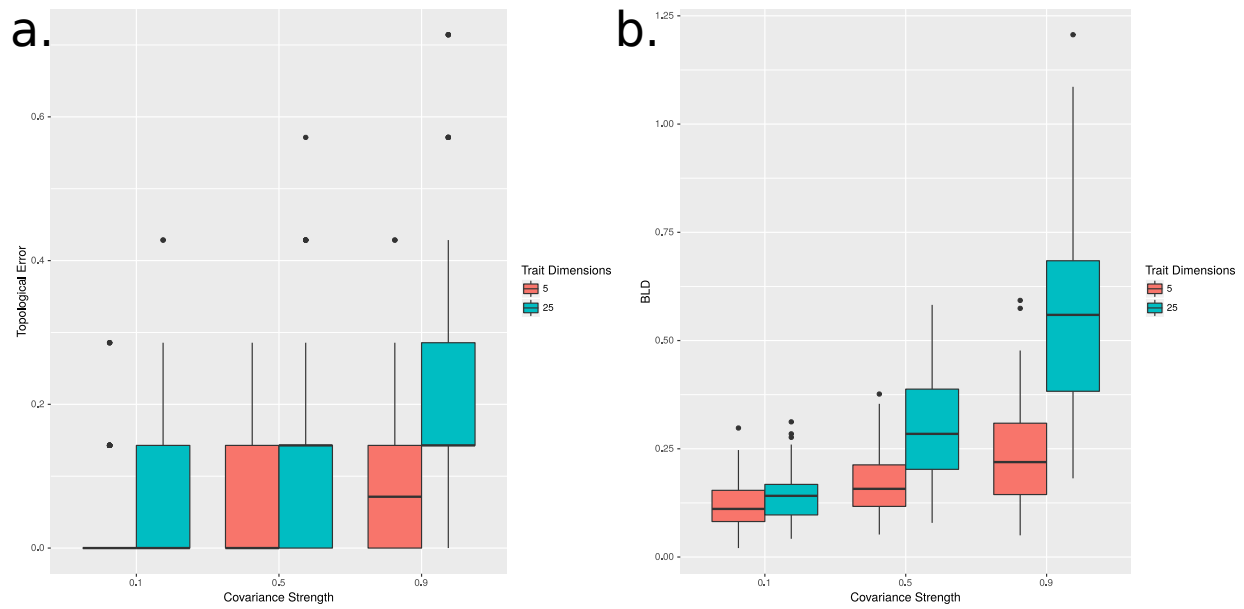 a.
0.6
0.4
0.2
0.0
Topological Error
0.1
0.5
0.9
Covariance Strength
Trait Dimensions
5
25
b.
1.25
1.00
0.75
0.50
0.25
0.00
BLD
0.1
0.5
0.9
Covariance Strength
Trait Dimensions
5
25